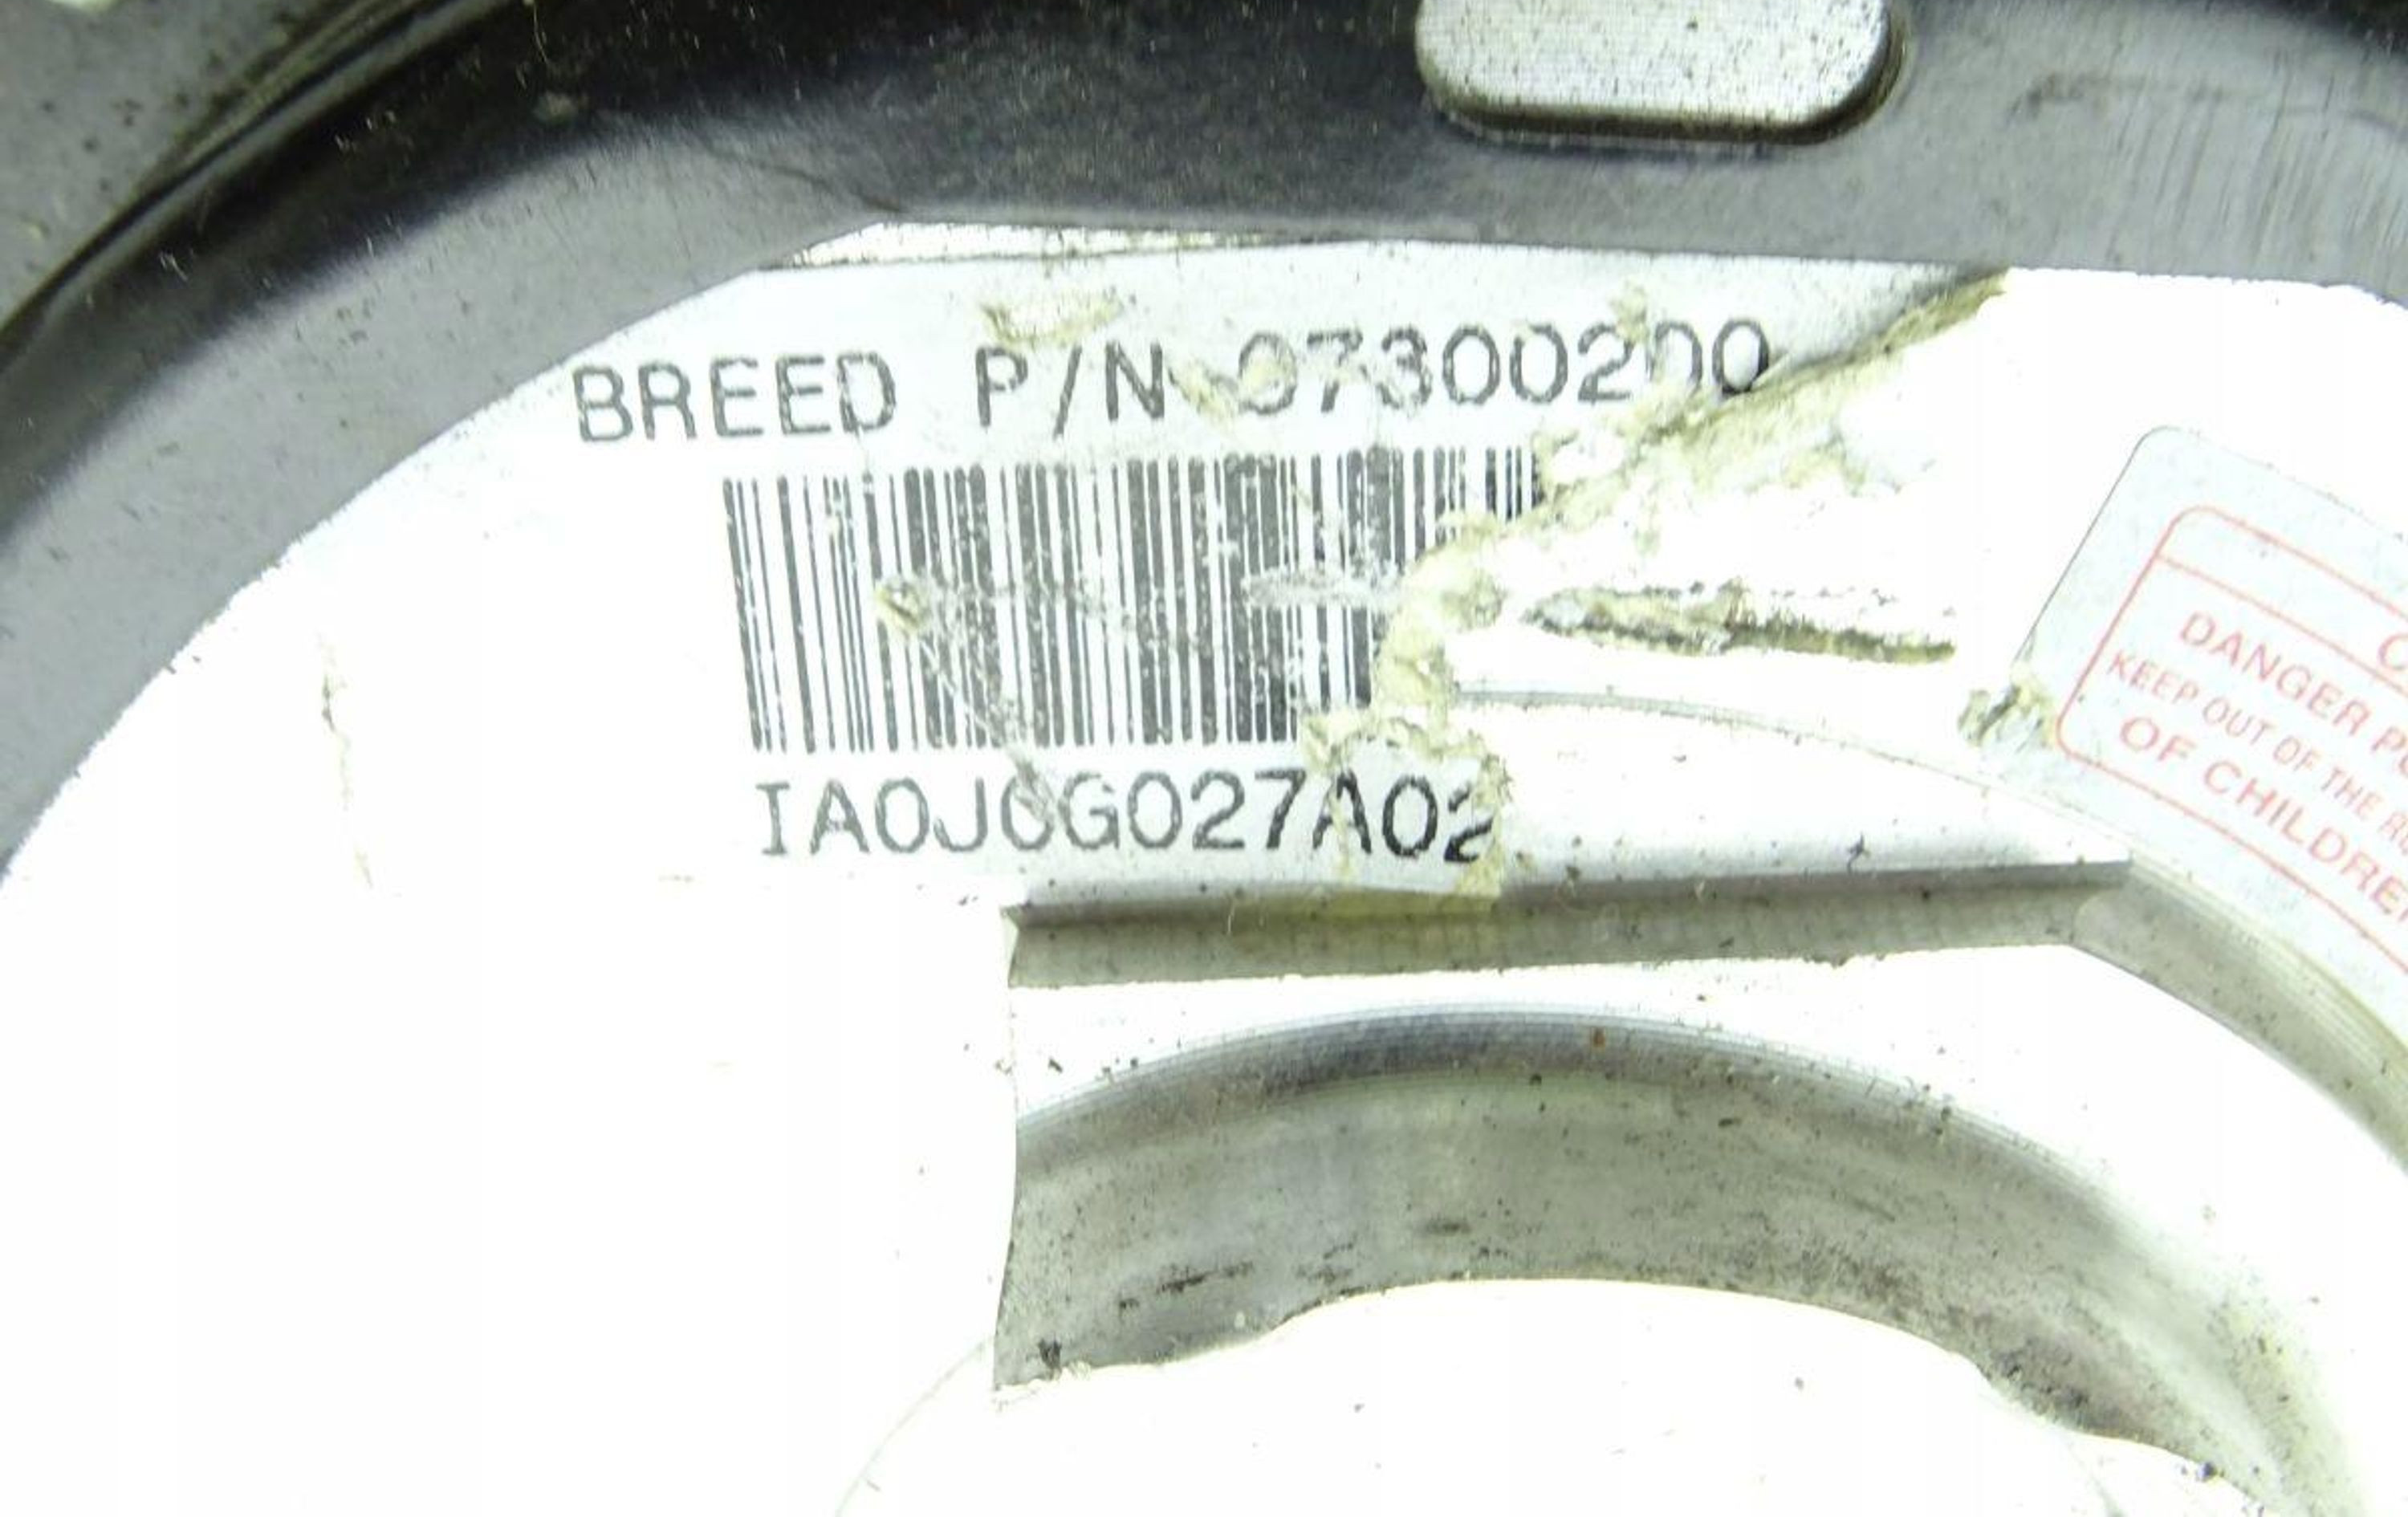 BREED P/N 07300200
IA0J0G027A02
DANGER
KEEP OUT OF THE
OF CHILDREN